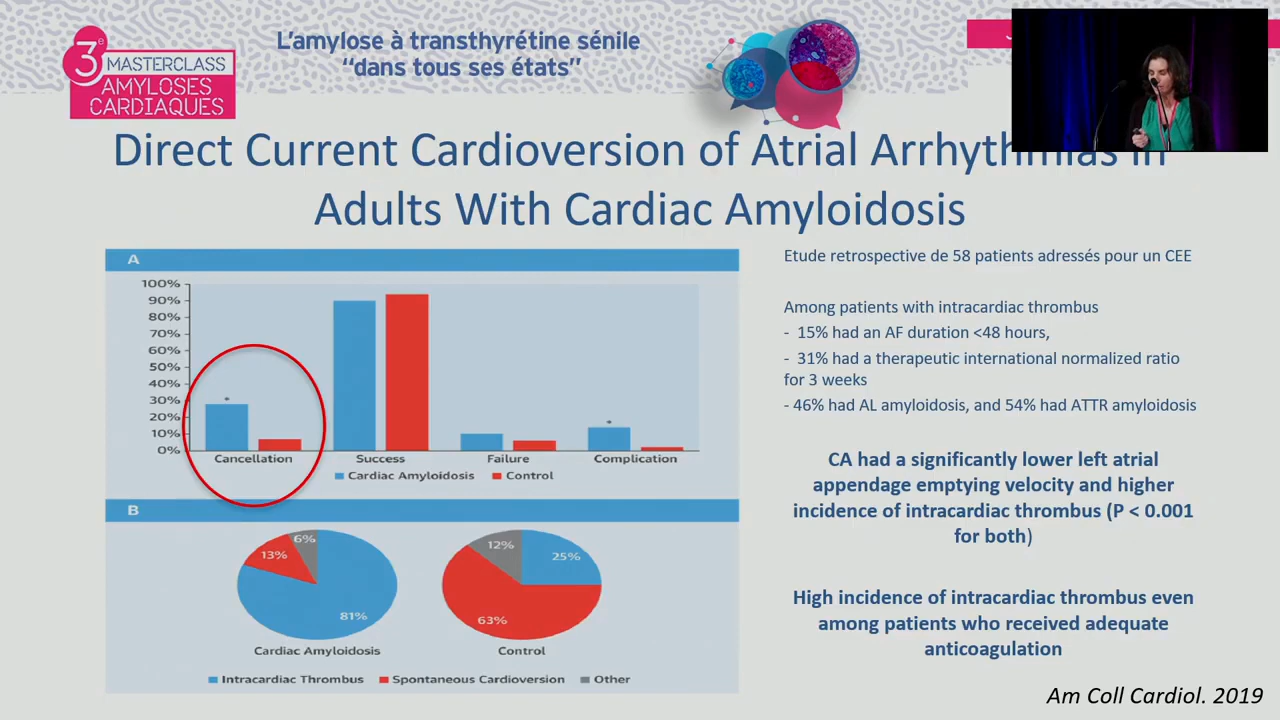 3e MASTERCLASS
AMYLOSES
CARDIAQUES
L'amylose à transthyrétine sénile
"dans tous ses états"
Direct Current Cardioversion of Atrial Arrhythmias in
Adults With Cardiac Amyloidosis
A
100%
90%
80%
70%
60%
50%
40%
30%
20%
10%
0%
*
*
Cancellation
Success
Failure
Complication
Cardiac Amyloidosis
Control
B
6%
13%
81%
12%
25%
63%
Cardiac Amyloidosis
Control
Intracardiac Thrombus
Spontaneous Cardioversion
Other
Etude retrospective de 58 patients adressés pour un CEE
Among patients with intracardiac thrombus
- 15% had an AF duration <48 hours,
- 31% had a therapeutic international normalized ratio
for 3 weeks
- 46% had AL amyloidosis, and 54% had ATTR amyloidosis
CA had a significantly lower left atrial
appendage emptying velocity and higher
incidence of intracardiac thrombus (P < 0.001
for both)
High incidence of intracardiac thrombus even
among patients who received adequate
anticoagulation
Am Coll Cardiol. 2019